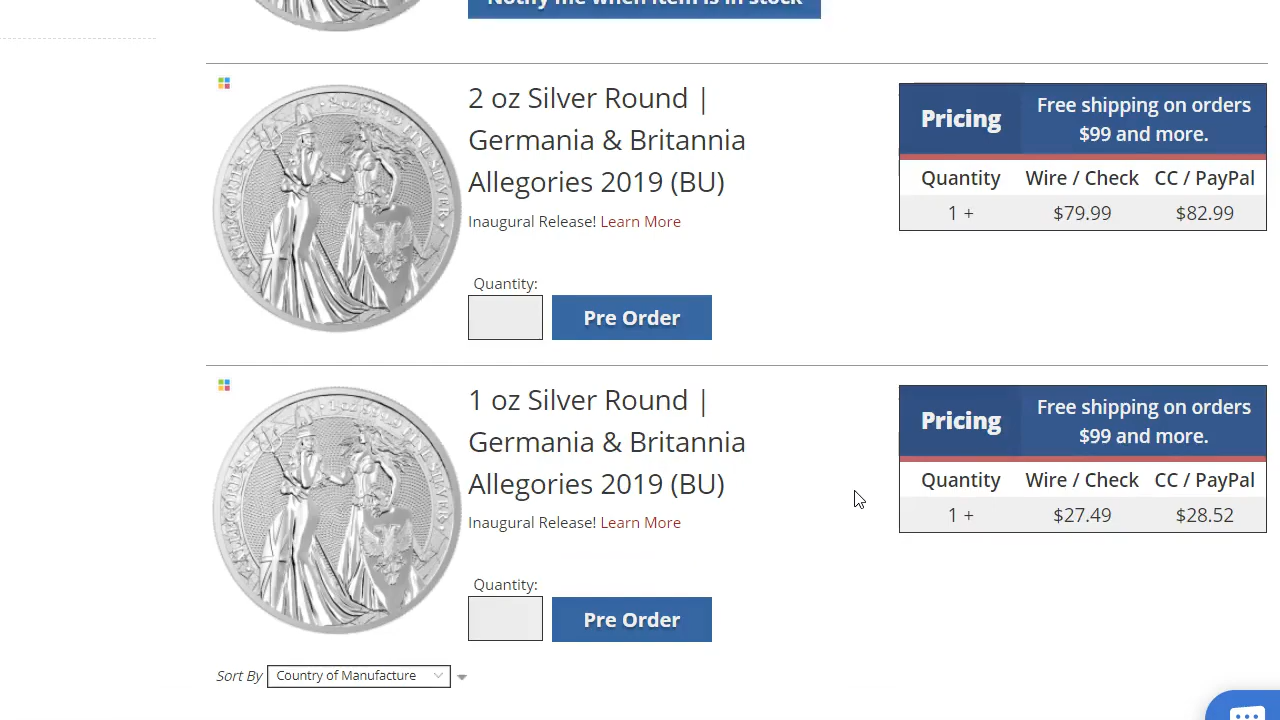 Notify me when item is in stock
2 oz Silver Round |
Germania & Britannia
Allegories 2019 (BU)
Inaugural Release! Learn More
Quantity:
Pre Order
Pricing
Free shipping on orders
$99 and more.
Quantity Wire / Check CC / PayPal
1 + $79.99 $82.99
1 oz Silver Round |
Germania & Britannia
Allegories 2019 (BU)
Inaugural Release! Learn More
Quantity:
Pre Order
Pricing
Free shipping on orders
$99 and more.
Quantity Wire / Check CC / PayPal
1 + $27.49 $28.52
Sort By Country of Manufacture